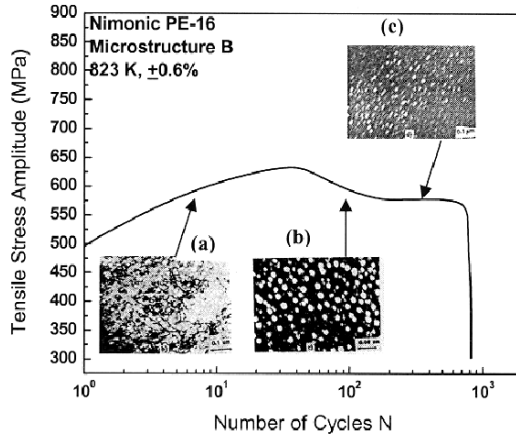 Nimonic PE-16
Microstructure B
823 K, ±0.6%
(c)
(a)
(b)
Tensile Stress Amplitude (MPa)
900
850
800
750
700
650
600
550
500
450
400
350
300
10⁰
10¹
10²
10³
Number of Cycles N